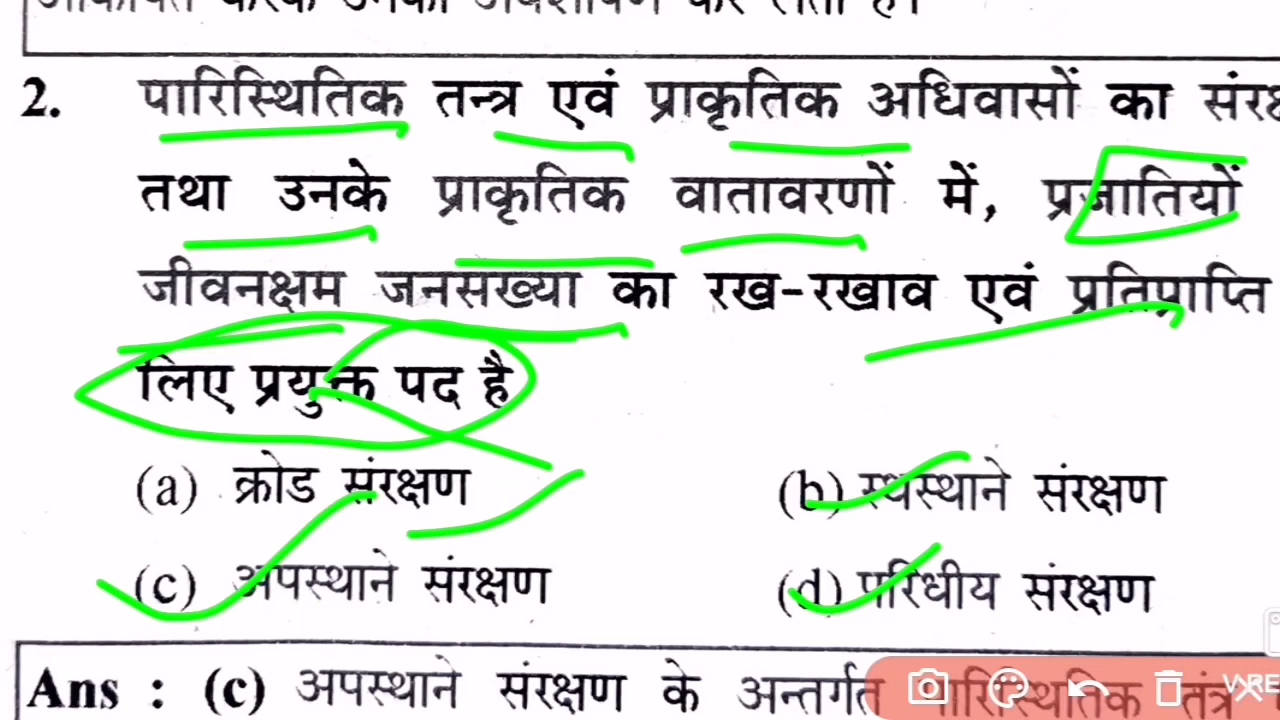 2. पारिस्थितिक तन्त्र एवं प्राकृतिक अधिवासों का
तथा उनके प्राकृतिक वातावरणों में, प्रजातियों
जीवनक्षम जनसख्या का रख-रखाव एवं प्रतिप्राप्ति
लिए प्रयुक्त पद है
(a) क्रोड संरक्षण (b) स्थस्थाने संरक्षण
(c) अपस्थाने संरक्षण (d) परिधीय संरक्षण
Ans : (c) अपस्थाने संरक्षण के अन्तर्गत पारिस्थितिक तंत्र